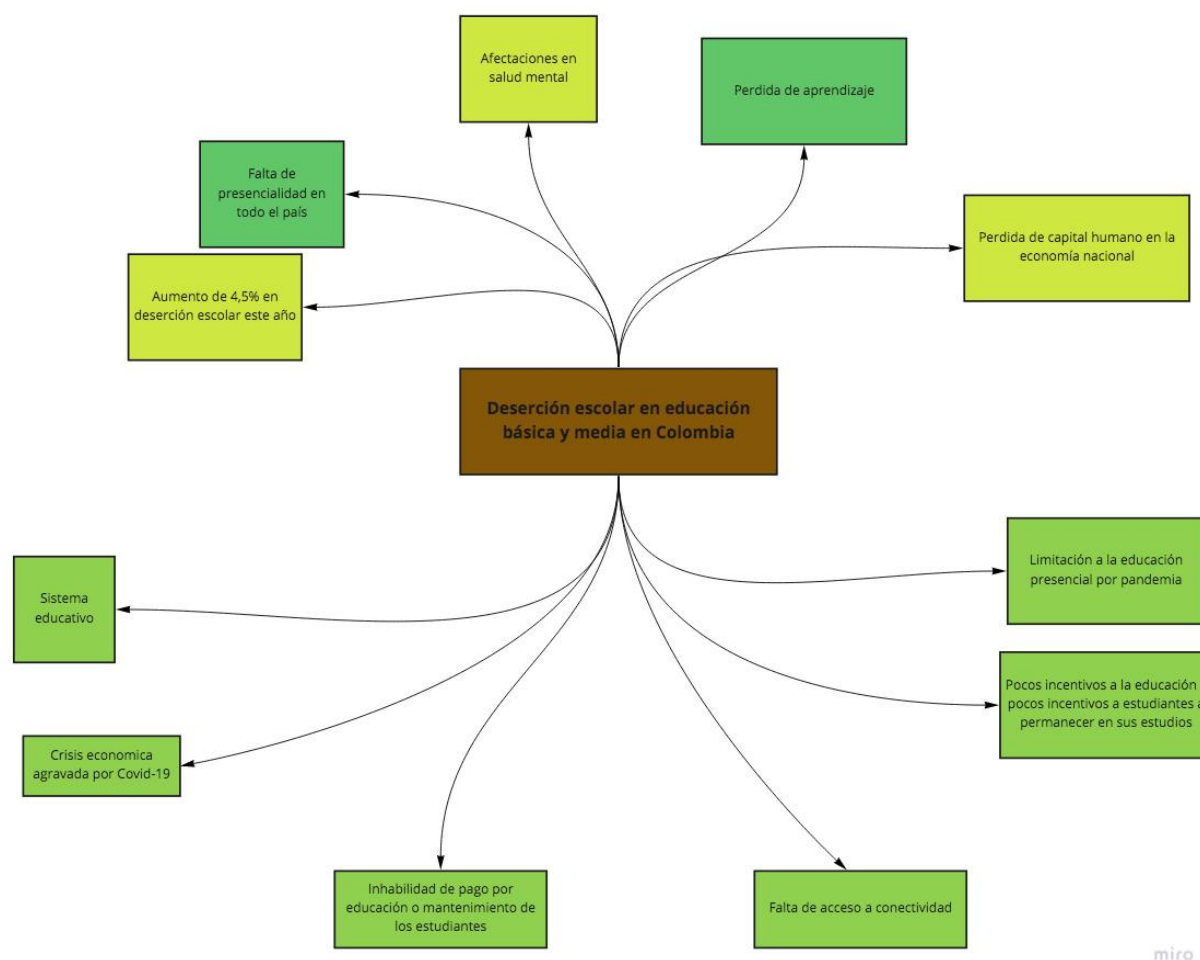 Afectaciones en
salud mental
Perdida de aprendizaje
Falta de
presencialidad en
todo el país
Perdida de capital humano en la
economía nacional
Aumento de 4,5% en
deserción escolar este año
Deserción escolar en educación
básica y media en Colombia
Limitación a la educación
presencial por pandemia
Sistema
educativo
Pocos incentivos a la educación
pocos incentivos a estudiantes a
permanecer en sus estudios
Crisis economica
agravada por Covid-19
Inhabilidad de pago por
educación o mantenimiento de
los estudiantes
Falta de acceso a conectividad
miro